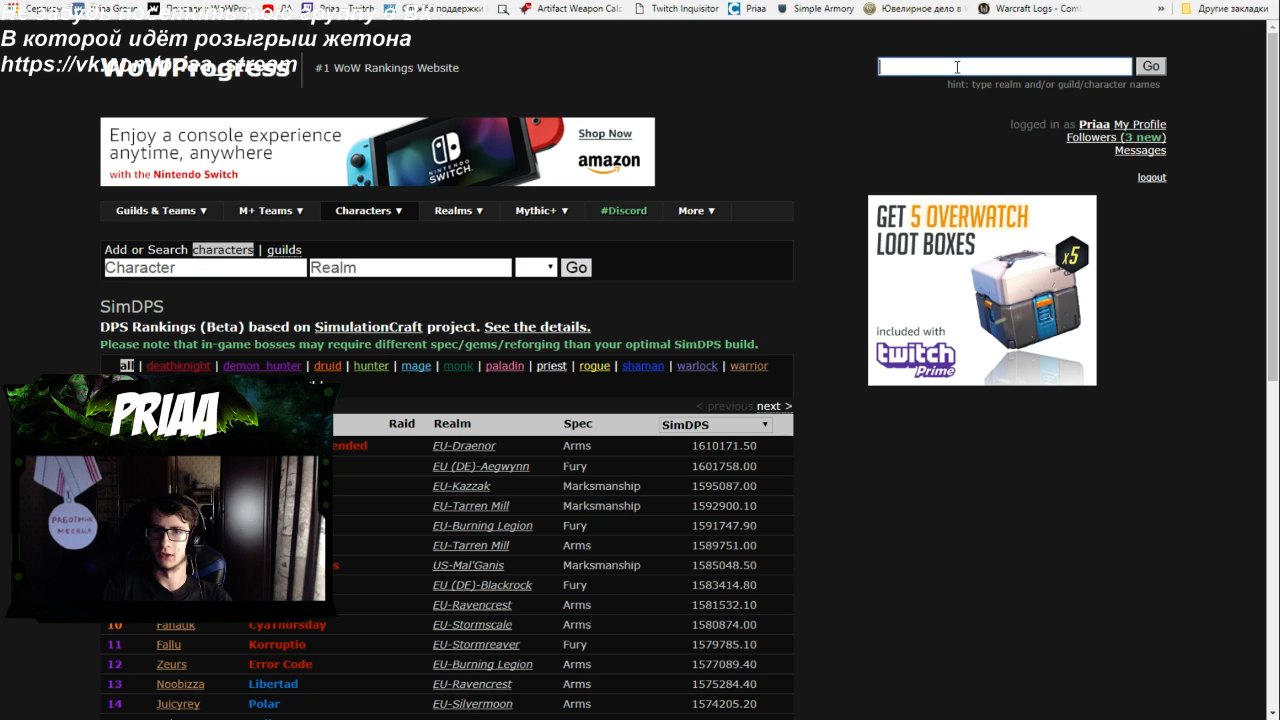 Не забудь посетить мою группу в вк
В которой идёт розыгрыш жетона
https://vk.com/priaa_stream
Priaa Twitch
Artifact Weapon Calc
Twitch Inquisitor
Priaa
Simple Armory
Ювелирное дело в
Warcraft Logs - Comb
»
Другие закладки
WoWProgress
#1 WoW Rankings Website
Go
hint: type realm and/or guild/character names
logged in as Priaa My Profile
Followers (3 new)
Messages
logout
Enjoy a console experience
anytime, anywhere
with the Nintendo Switch
NINTENDO
SWITCH
Shop Now
amazon
Guilds & Teams ▼
M+ Teams ▼
Characters ▼
Realms ▼
Mythic+ ▼
#Discord
More ▼
GET 5 OVERWATCH
LOOT BOXES
x5
included with
twitch
Prime
Add or Search characters | guilds
Character
Realm
Go
SimDPS
DPS Rankings (Beta) based on SimulationCraft project. See the details.
Please note that in-game bosses may require different spec/gems/reforging than your optimal SimDPS build.
all | deathknight | demon_hunter | druid | hunter | mage | monk | paladin | priest | rogue | shaman | warlock | warrior
< previous next >
Raid Realm Spec SimDPS
ended EU-Draenor Arms 1610171.50
EU (DE)-Aegwynn Fury 1601758.00
EU-Kazzak Marksmanship 1595087.00
EU-Tarren Mill Marksmanship 1592900.10
EU-Burning Legion Fury 1591747.90
EU-Tarren Mill Arms 1589751.00
s US-Mal'Ganis Marksmanship 1585048.50
EU (DE)-Blackrock Fury 1583414.80
EU-Ravencrest Arms 1581532.10
10 Fanatik CyaThursday EU-Stormscale Arms 1580874.00
11 Fallu Korruptio EU-Stormreaver Fury 1579785.10
12 Zeurs Error Code EU-Burning Legion Arms 1577089.40
13 Noobizza Libertad EU-Ravencrest Arms 1575284.40
14 Juicyrey Polar EU-Silvermoon Arms 1574205.20
PRIAA
1
РАБОТНИК
МЕСЯЦА